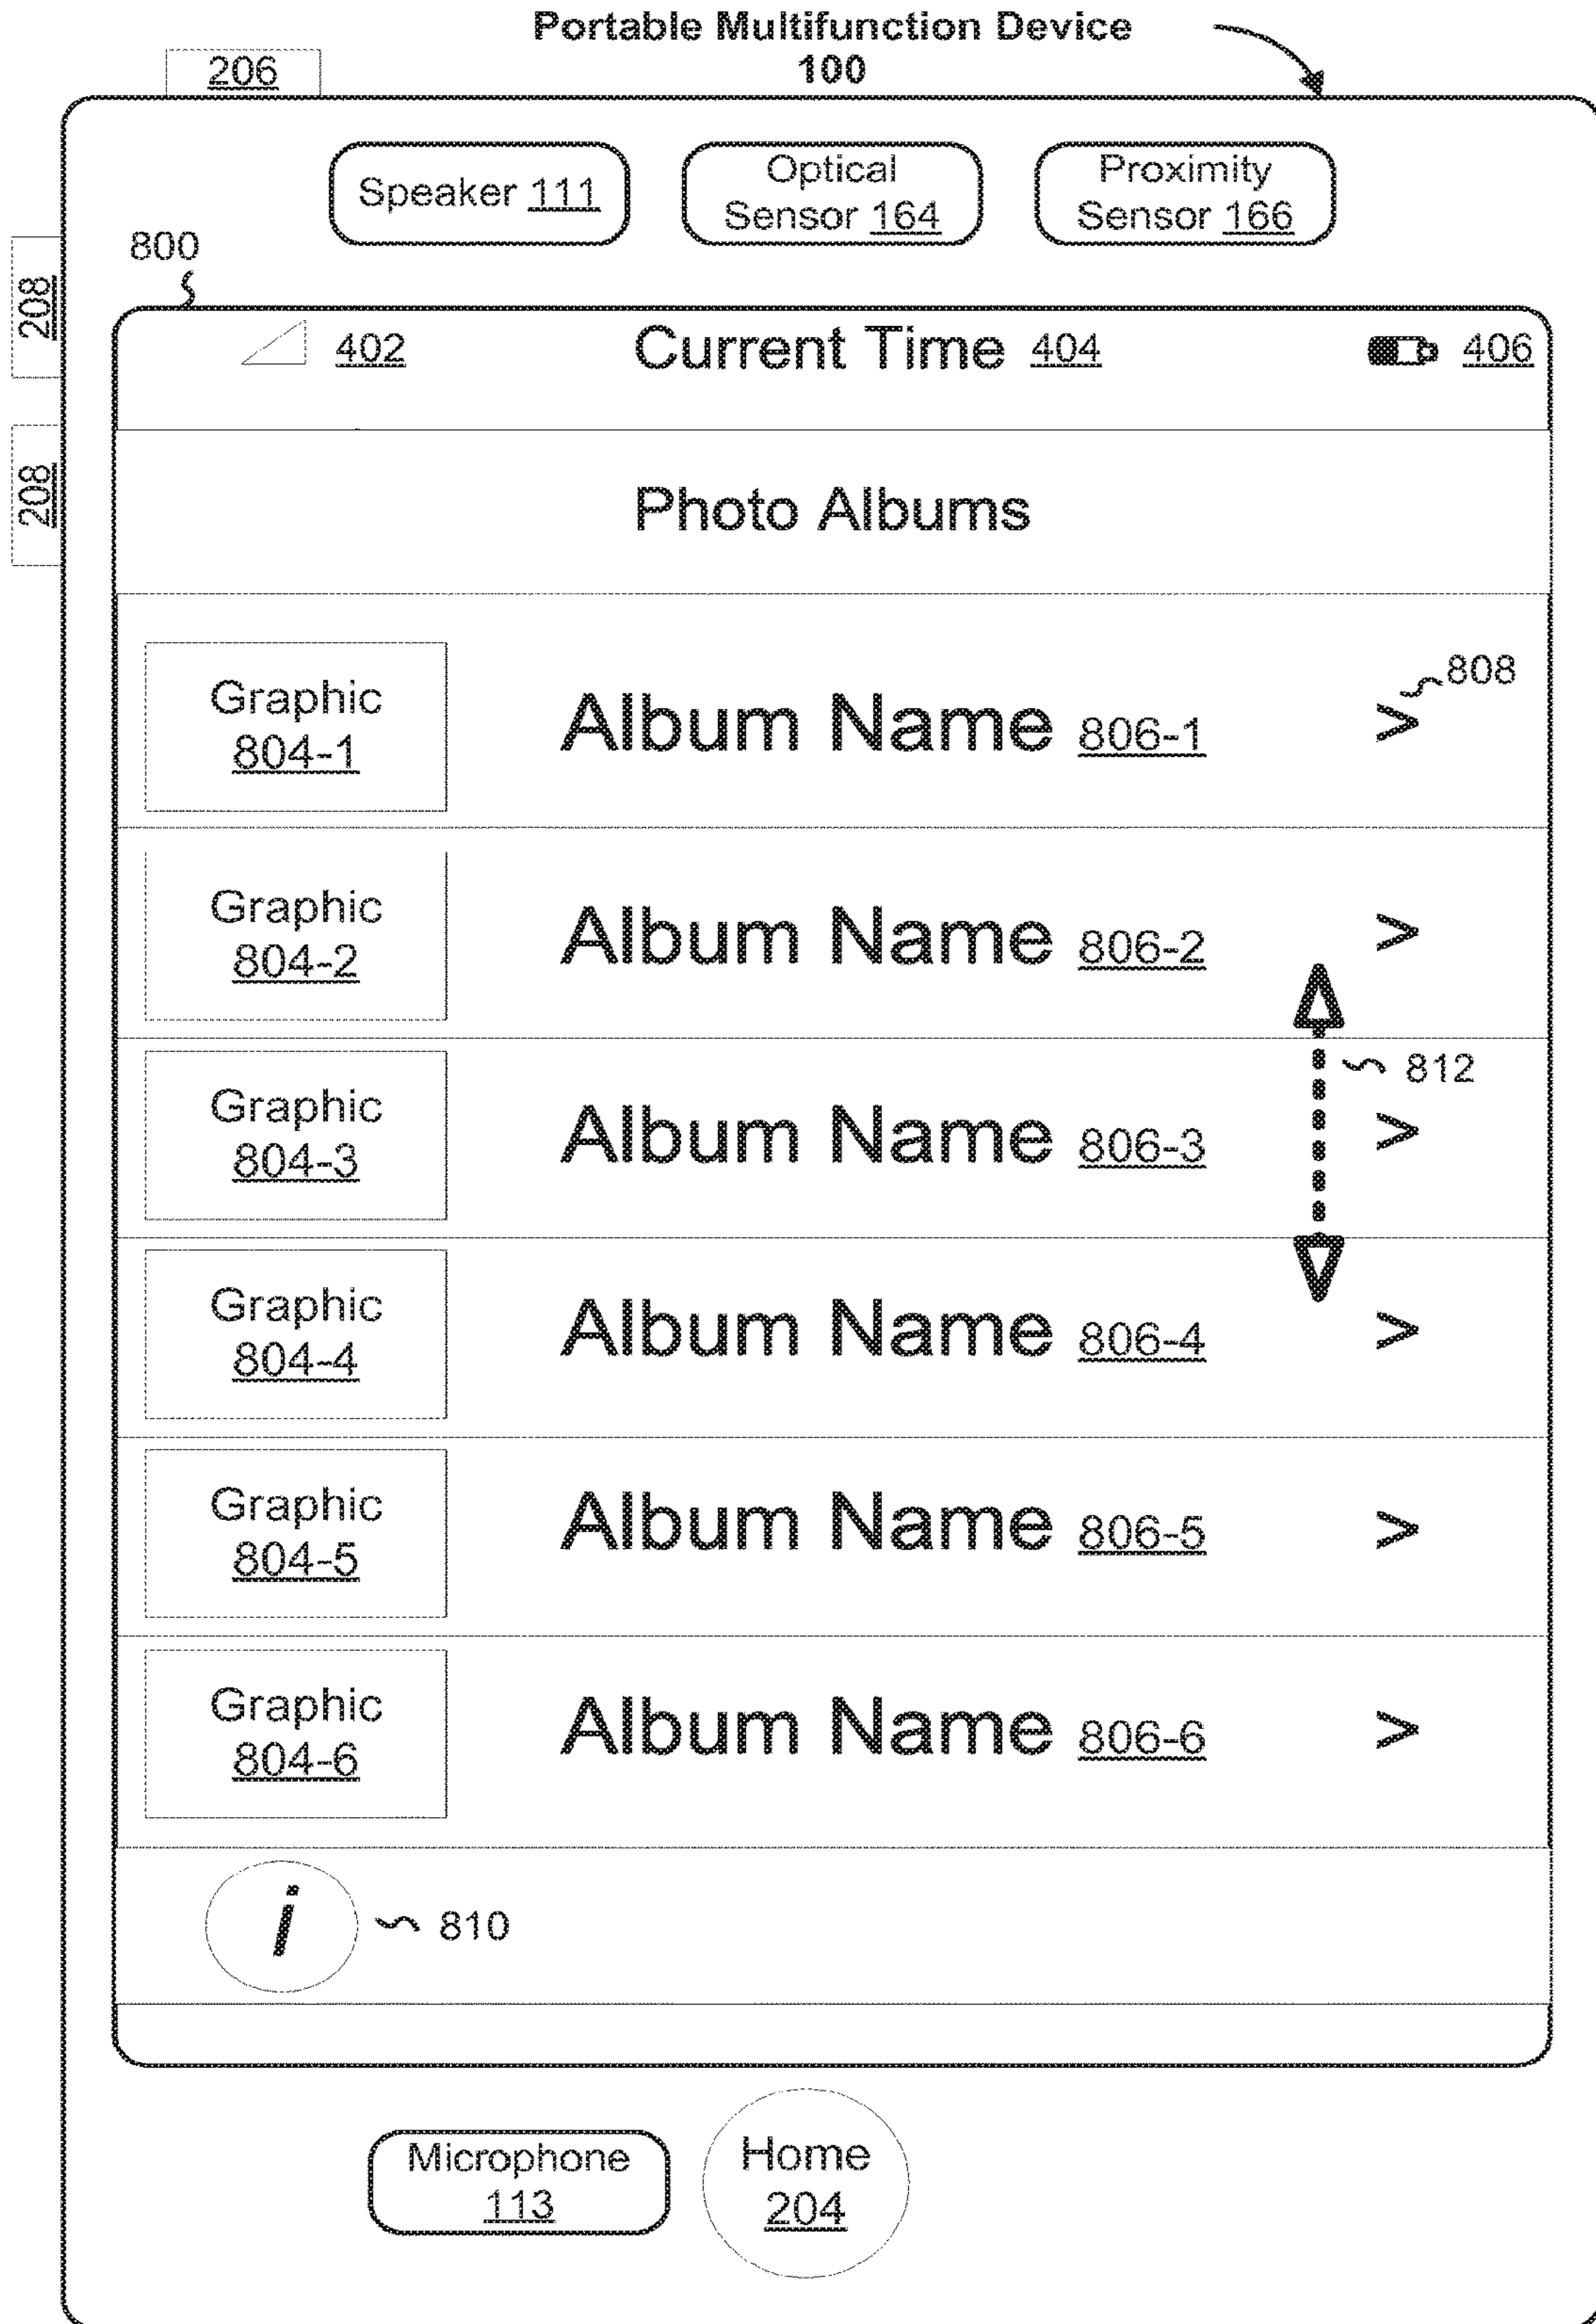 Portable Multifunction Device
100
206
Speaker 111
Optical
Sensor 164
Proximity
Sensor 166
800
208
402
Current Time 404
406
208
Photo Albums
Graphic
804-1
Album Name 806-1
>
808
Graphic
804-2
Album Name 806-2
>
812
Graphic
804-3
Album Name 806-3
>
Graphic
804-4
Album Name 806-4
>
Graphic
804-5
Album Name 806-5
>
Graphic
804-6
Album Name 806-6
>
i
810
Microphone
113
Home
204